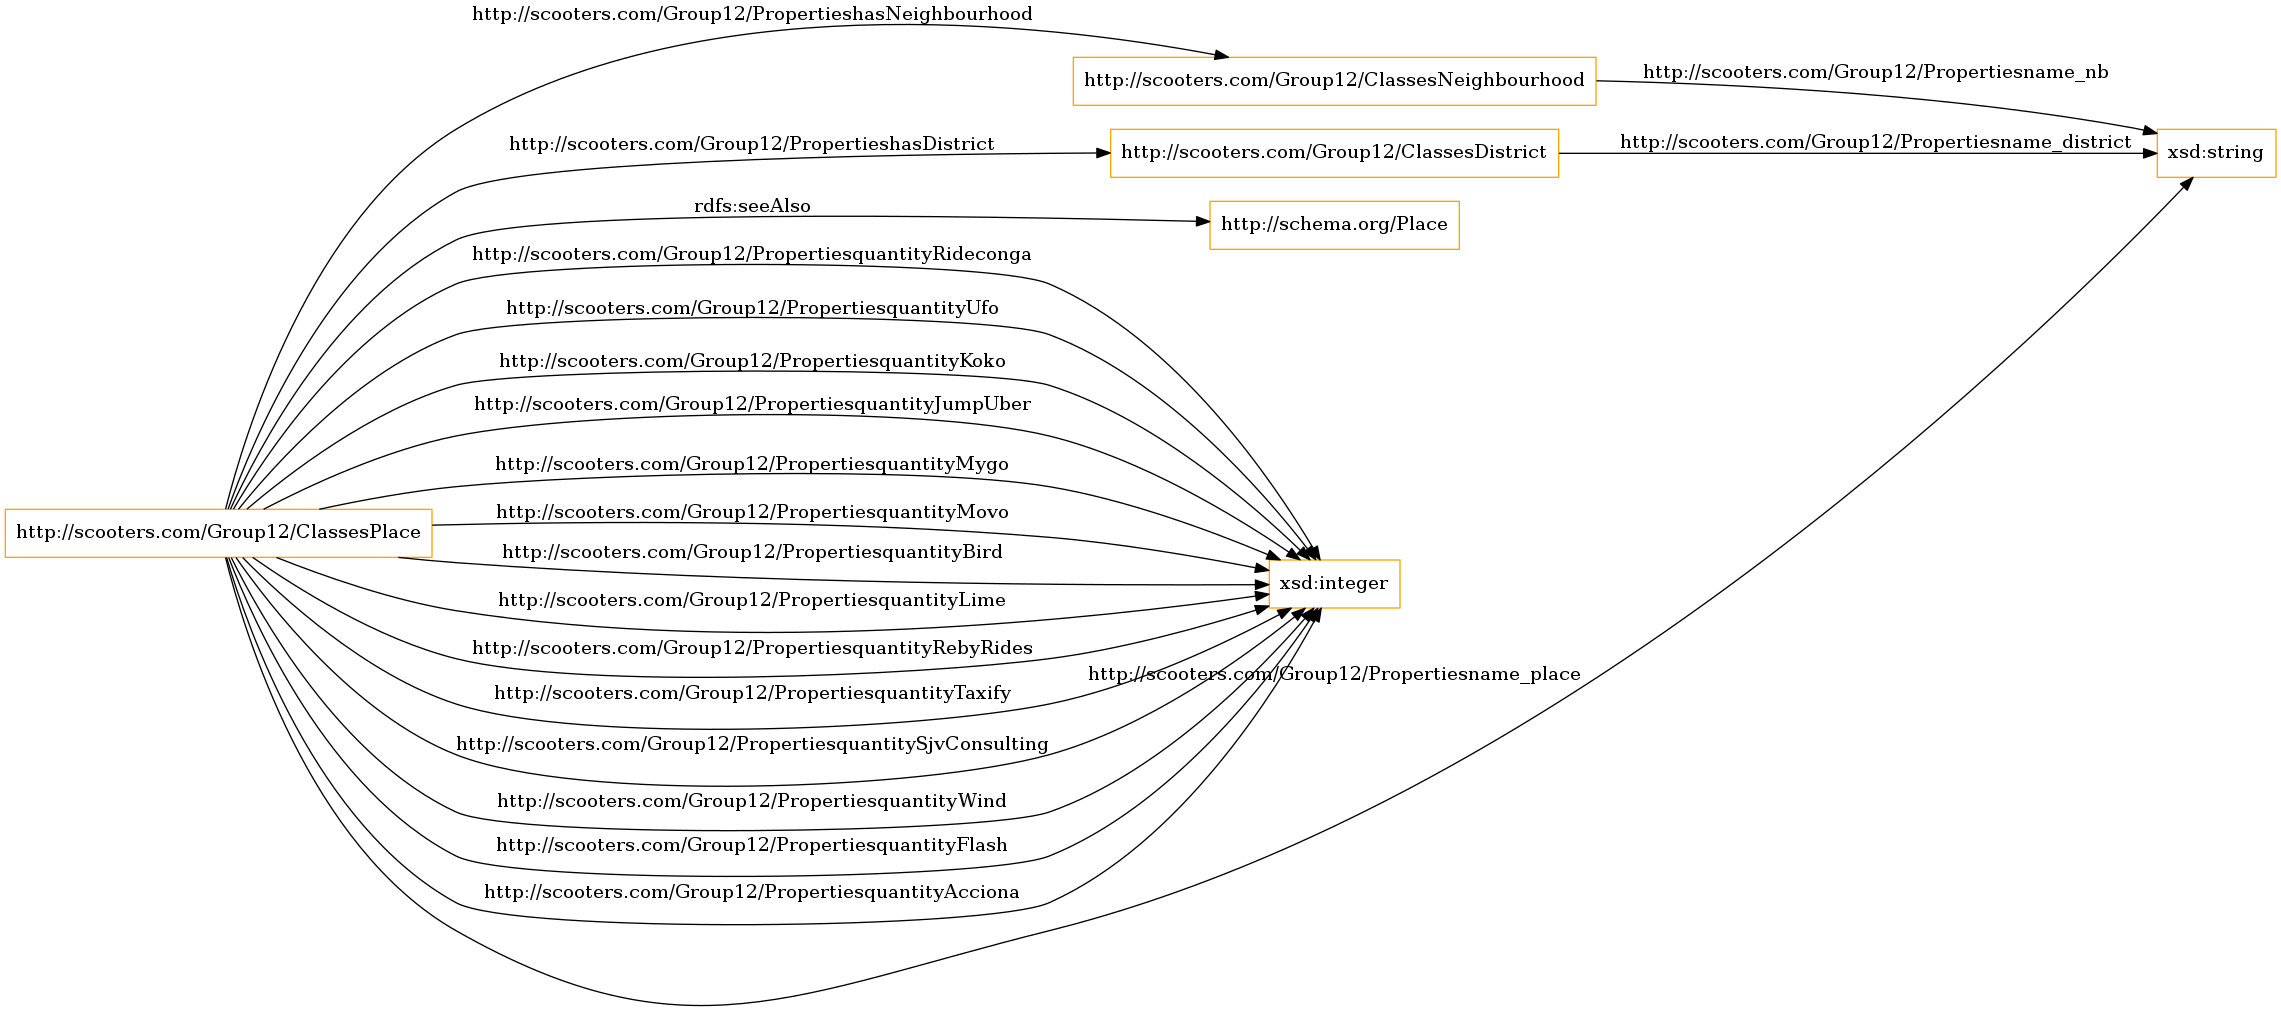 http://scooters.com/Group12/PropertieshasNeighbourhood
http://scooters.com/Group12/ClassesNeighbourhood
http://scooters.com/Group12/Propertiesname_nb
http://scooters.com/Group12/PropertieshasDistrict
http://scooters.com/Group12/ClassesDistrict
http://scooters.com/Group12/Propertiesname_district
xsd:string
rdfs:seeAlso
http://schema.org/Place
http://scooters.com/Group12/PropertiesquantityRideconga
http://scooters.com/Group12/PropertiesquantityUfo
http://scooters.com/Group12/PropertiesquantityKoko
http://scooters.com/Group12/PropertiesquantityJumpUber
http://scooters.com/Group12/PropertiesquantityMygo
http://scooters.com/Group12/PropertiesquantityMovo
http://scooters.com/Group12/ClassesPlace
http://scooters.com/Group12/PropertiesquantityBird
xsd:integer
http://scooters.com/Group12/PropertiesquantityLime
http://scooters.com/Group12/PropertiesquantityRebyRides
http://scooters.com/Group12/Propertiesname_place
http://scooters.com/Group12/PropertiesquantityTaxify
http://scooters.com/Group12/PropertiesquantitySjvConsulting
http://scooters.com/Group12/PropertiesquantityWind
http://scooters.com/Group12/PropertiesquantityFlash
http://scooters.com/Group12/PropertiesquantityAcciona